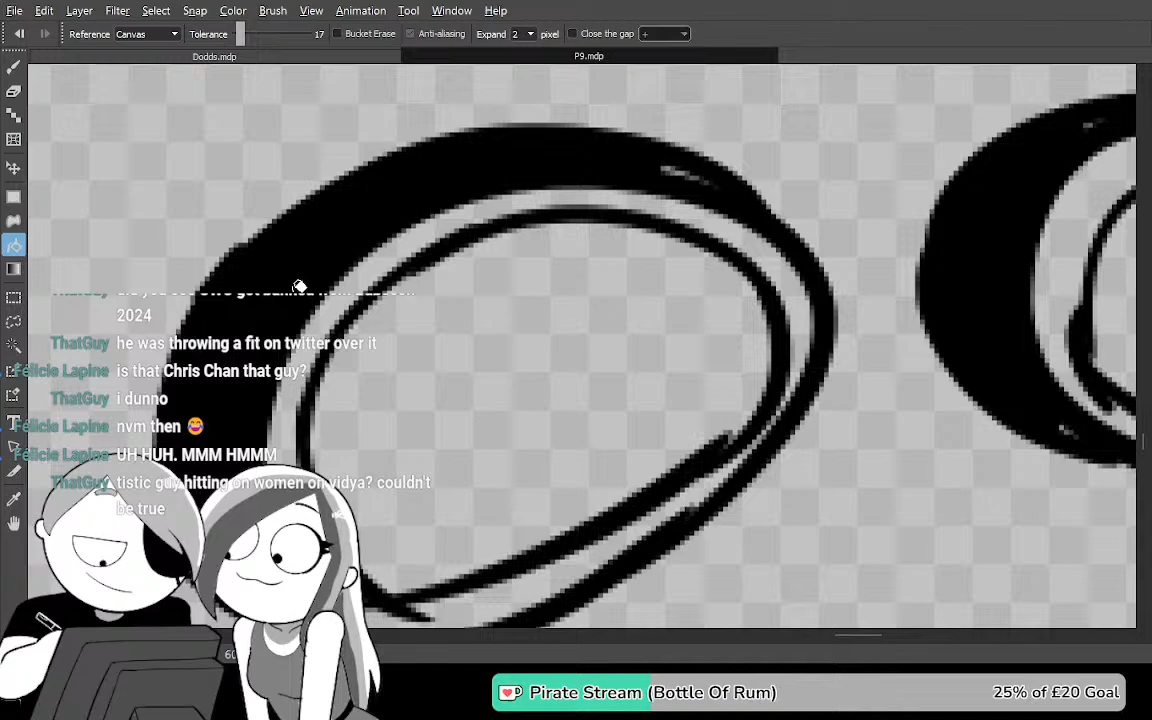 File Edit Layer Filter Select Snap Color Brush View Animation Tool Window Help
Reference Canvas Tolerance 17 Bucket Erase Anti-aliasing Expand 2 pixel Close the gap +
Dodds.mdp P9.mdp
2024
ThatGuy he was throwing a fit on twitter over it
Félicie Lapine is that Chris Chan that guy?
ThatGuy i dunno
Félicie Lapine nvm then 😂
Félicie Lapine UH HUH. MMM HMMM
ThatGuy tistic guy hitting on women on vidya? couldn't
be true
Pirate Stream (Bottle Of Rum) 25% of £20 Goal